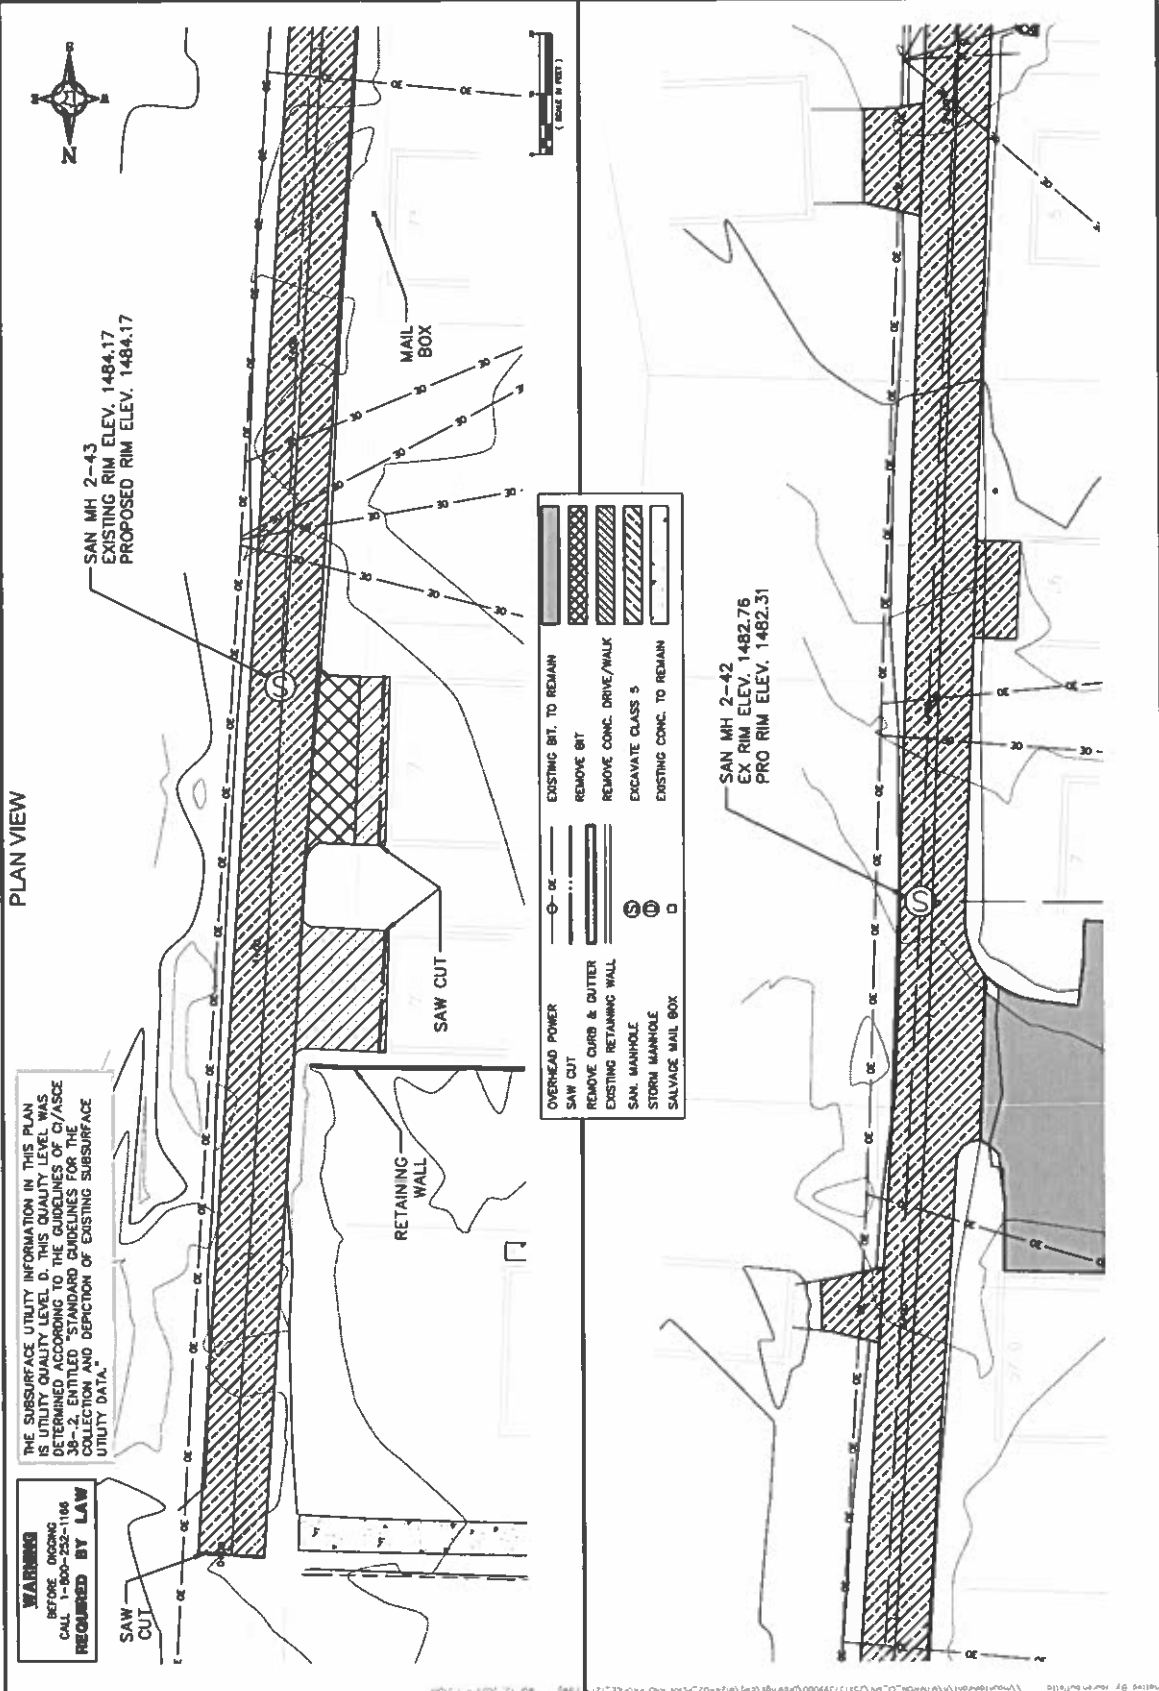 PLAN VIEW
WARNING
BEFORE DIGGING
CALL 1-800-252-1166
REQUIRED BY LAW
THE SUBSURFACE UTILITY INFORMATION IN THIS PLAN
IS UTILITY QUALITY LEVEL D. THIS QUALITY LEVEL WAS
DETERMINED ACCORDING TO THE GUIDELINES OF CI/ASCE
38-.2, ENTITLED "STANDARD GUIDELINES FOR THE
COLLECTION AND DEPICTION OF EXISTING SUBSURFACE
UTILITY DATA."
SAW
CUT
RETAINING
WALL
SAW CUT
SAN MH 2-43
EXISTING RIM ELEV. 1484.17
PROPOSED RIM ELEV. 1484.17
MAIL
BOX
N
( SCALE IN FEET )
OVERHEAD POWER
SAW CUT
REMOVE CURB & GUTTER
EXISTING RETAINING WALL
SAN. MANHOLE
STORM MANHOLE
SALVAGE MAIL BOX
OE
S
D
EXISTING BIT. TO REMAIN
REMOVE BIT
REMOVE CONC. DRIVE/WALK
EXCAVATE CLASS 5
EXISTING CONC. TO REMAIN
SAN MH 2-42
EX RIM ELEV. 1482.76
PRO RIM ELEV. 1482.31
S
S